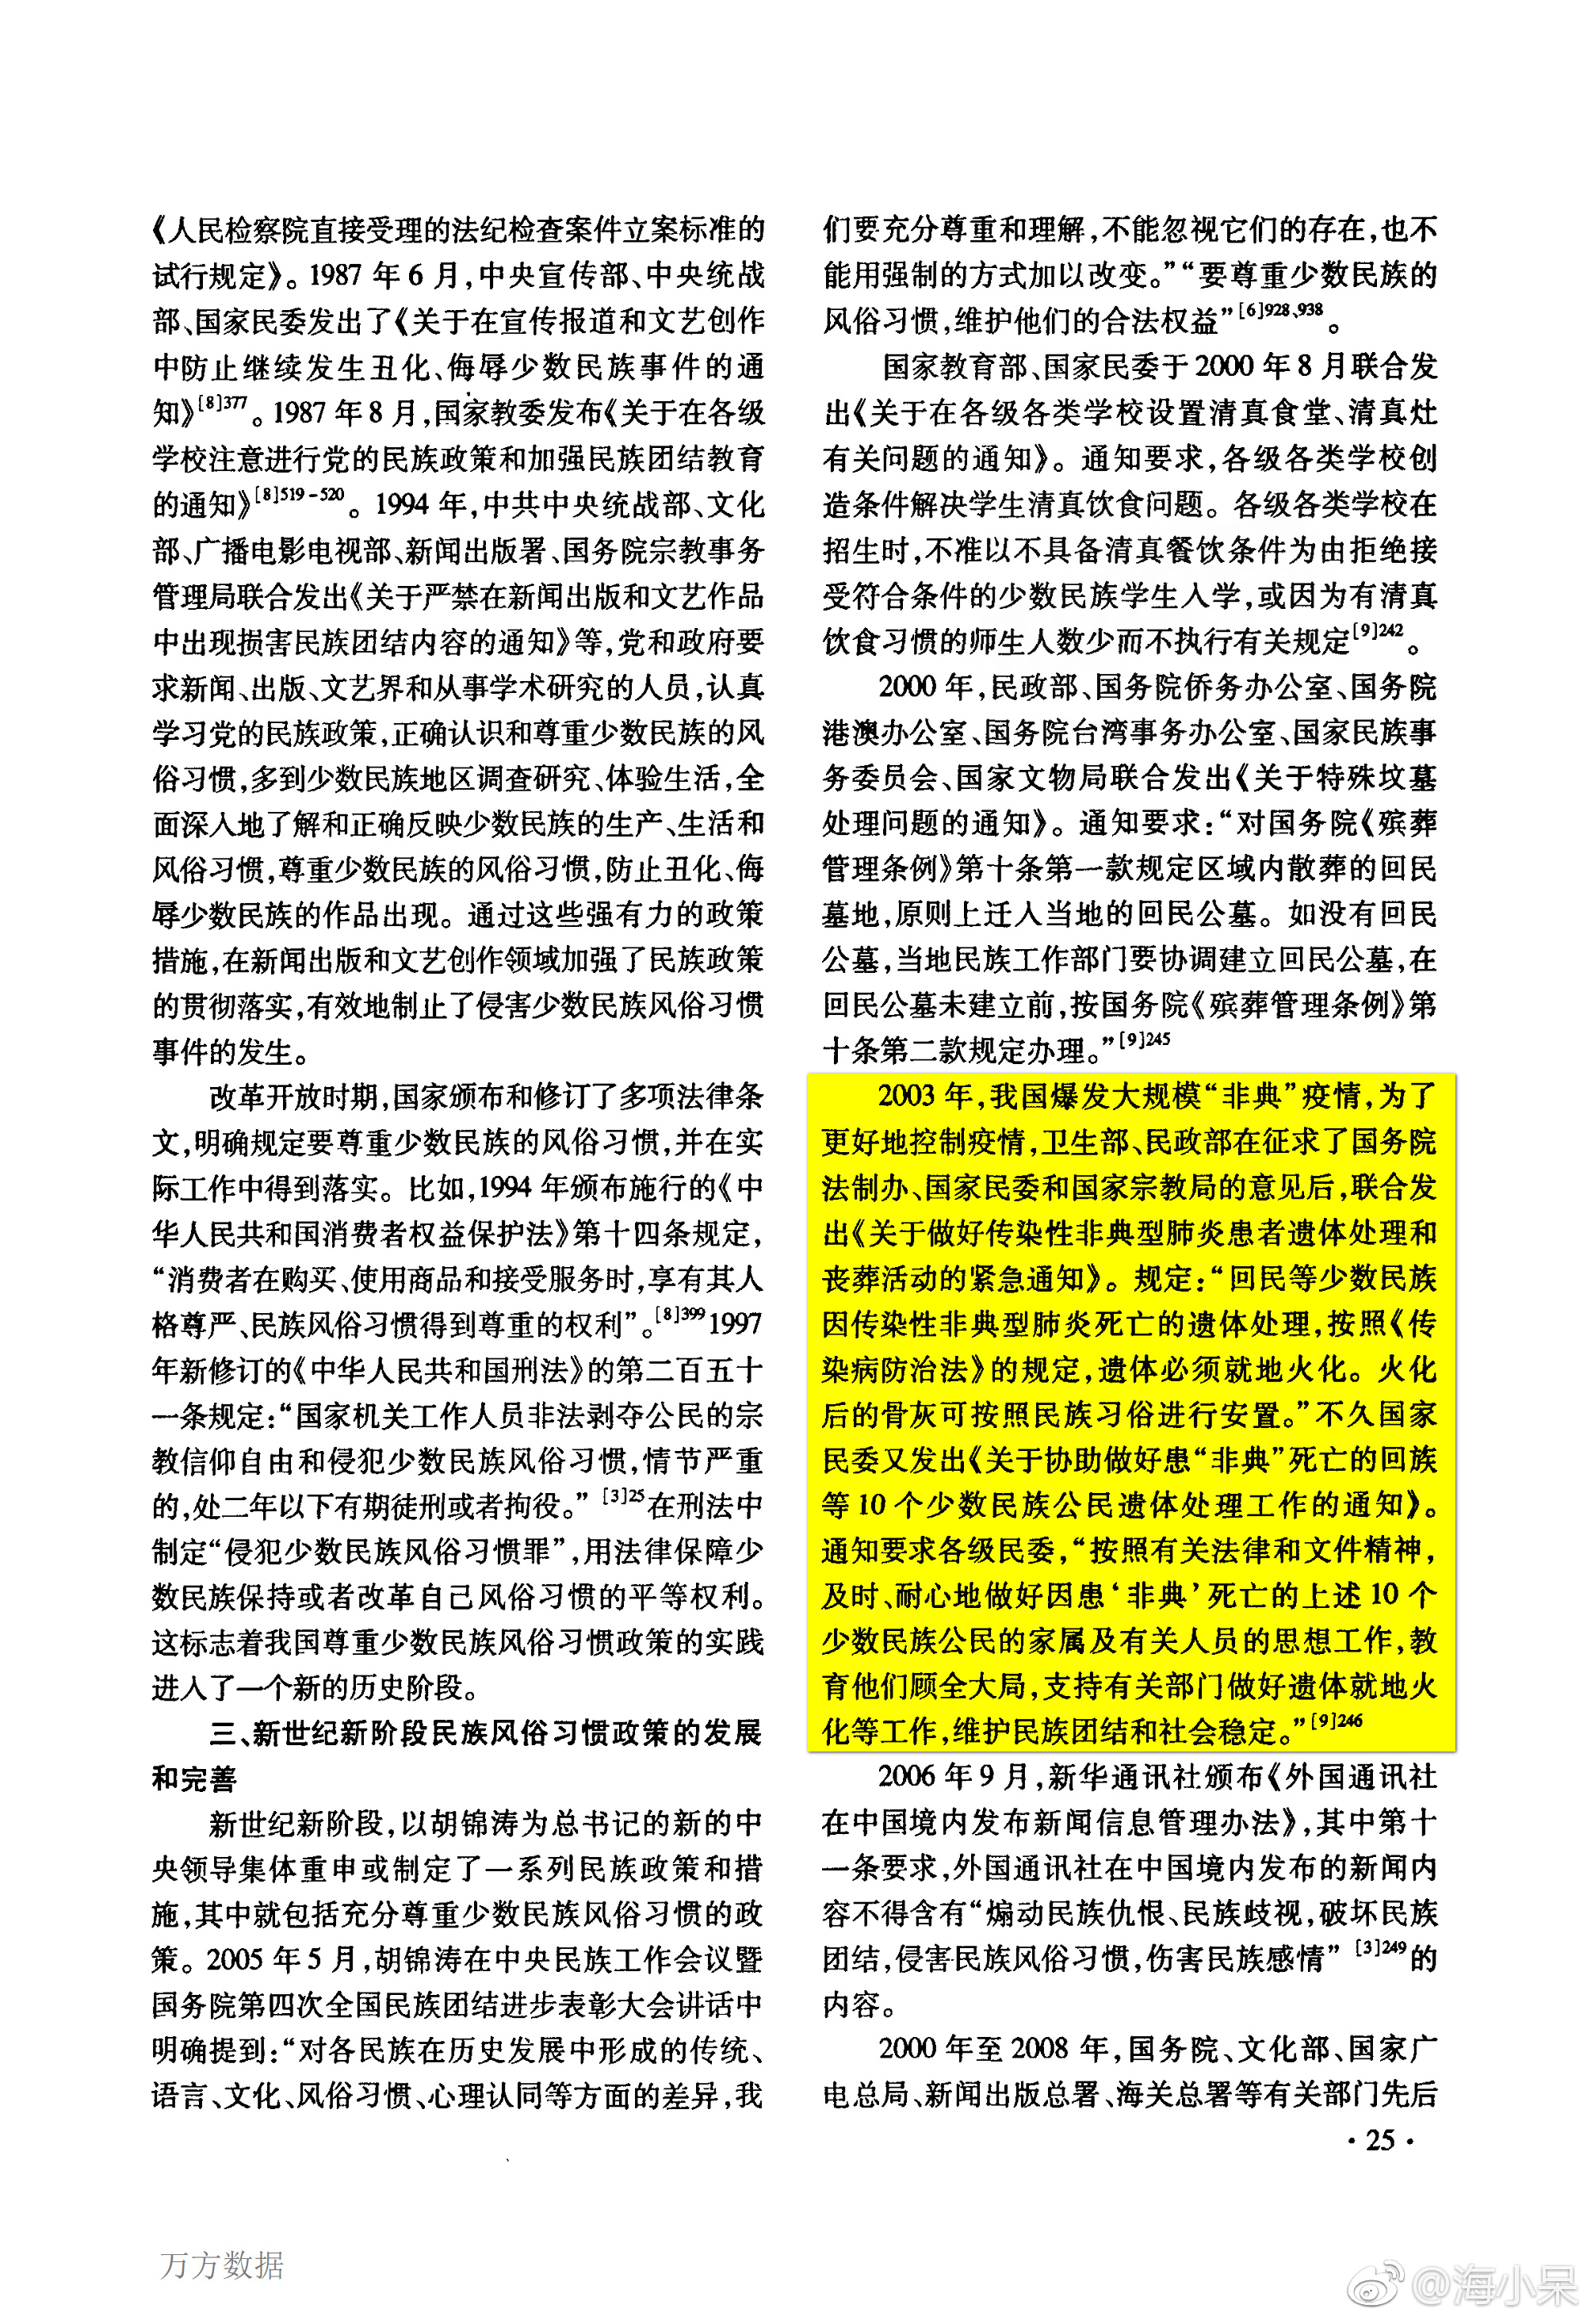 《人民检察院直接受理的法纪检查案件立案标准的
试行规定》。1987 年 6 月,中央宣传部、中央统战
部、国家民委发出了《关于在宣传报道和文艺创作
中防止继续发生丑化、侮辱少数民族事件的通
知》[8]377。1987 年 8 月,国家教委发布《关于在各级
学校注意进行党的民族政策和加强民族团结教育
的通知》[8]519-520。1994 年,中共中央统战部、文化
部、广播电影电视部、新闻出版署、国务院宗教事务
管理局联合发出《关于严禁在新闻出版和文艺作品
中出现损害民族团结内容的通知》等,党和政府要
求新闻、出版、文艺界和从事学术研究的人员,认真
学习党的民族政策,正确认识和尊重少数民族的风
俗习惯,多到少数民族地区调查研究、体验生活,全
面深入地了解和正确反映少数民族的生产、生活和
风俗习惯,尊重少数民族的风俗习惯,防止丑化、侮
辱少数民族的作品出现。通过这些强有力的政策
措施,在新闻出版和文艺创作领域加强了民族政策
的贯彻落实,有效地制止了侵害少数民族风俗习惯
事件的发生。
改革开放时期,国家颁布和修订了多项法律条
文,明确规定要尊重少数民族的风俗习惯,并在实
际工作中得到落实。比如,1994 年颁布施行的《中
华人民共和国消费者权益保护法》第十四条规定,
“消费者在购买、使用商品和接受服务时,享有其人
格尊严、民族风俗习惯得到尊重的权利”。[8]399 1997
年新修订的《中华人民共和国刑法》的第二百五十
一条规定:“国家机关工作人员非法剥夺公民的宗
教信仰自由和侵犯少数民族风俗习惯,情节严重
的,处二年以下有期徒刑或者拘役。”[3]25 在刑法中
制定“侵犯少数民族风俗习惯罪”,用法律保障少
数民族保持或者改革自己风俗习惯的平等权利。
这标志着我国尊重少数民族风俗习惯政策的实践
进入了一个新的历史阶段。
三、新世纪新阶段民族风俗习惯政策的发展
和完善
新世纪新阶段,以胡锦涛为总书记的新的中
央领导集体重申或制定了一系列民族政策和措
施,其中就包括充分尊重少数民族风俗习惯的政
策。2005 年 5 月,胡锦涛在中央民族工作会议暨
国务院第四次全国民族团结进步表彰大会讲话中
明确提到:“对各民族在历史发展中形成的传统、
语言、文化、风俗习惯、心理认同等方面的差异,我
们要充分尊重和理解,不能忽视它们的存在,也不
能用强制的方式加以改变。”“要尊重少数民族的
风俗习惯,维护他们的合法权益”[6]928、938。
国家教育部、国家民委于 2000 年 8 月联合发
出《关于在各级各类学校设置清真食堂、清真灶
有关问题的通知》。通知要求,各级各类学校创
造条件解决学生清真饮食问题。各级各类学校在
招生时,不准以不具备清真餐饮条件为由拒绝接
受符合条件的少数民族学生入学,或因为有清真
饮食习惯的师生人数少而不执行有关规定[9]242。
2000 年,民政部、国务院侨务办公室、国务院
港澳办公室、国务院台湾事务办公室、国家民族事
务委员会、国家文物局联合发出《关于特殊坟墓
处理问题的通知》。通知要求:“对国务院《殡葬
管理条例》第十条第一款规定区域内散葬的回民
墓地,原则上迁入当地的回民公墓。如没有回民
公墓,当地民族工作部门要协调建立回民公墓,在
回民公墓未建立前,按国务院《殡葬管理条例》第
十条第二款规定办理。”[9]245
2003 年,我国爆发大规模“非典”疫情,为了
更好地控制疫情,卫生部、民政部在征求了国务院
法制办、国家民委和国家宗教局的意见后,联合发
出《关于做好传染性非典型肺炎患者遗体处理和
丧葬活动的紧急通知》。规定:“回民等少数民族
因传染性非典型肺炎死亡的遗体处理,按照《传
染病防治法》的规定,遗体必须就地火化。火化
后的骨灰可按照民族习俗进行安置。”不久国家
民委又发出《关于协助做好患“非典”死亡的回族
等 10 个少数民族公民遗体处理工作的通知》。
通知要求各级民委,“按照有关法律和文件精神,
及时、耐心地做好因患‘非典’死亡的上述 10 个
少数民族公民的家属及有关人员的思想工作,教
育他们顾全大局,支持有关部门做好遗体就地火
化等工作,维护民族团结和社会稳定。”[9]246
2006 年 9 月,新华通讯社颁布《外国通讯社
在中国境内发布新闻信息管理办法》,其中第十
一条要求,外国通讯社在中国境内发布的新闻内
容不得含有“煽动民族仇恨、民族歧视,破坏民族
团结,侵害民族风俗习惯,伤害民族感情”[3]249 的
内容。
2000 年至 2008 年,国务院、文化部、国家广
电总局、新闻出版总署、海关总署等有关部门先后
·25·
万方数据
@海小呆